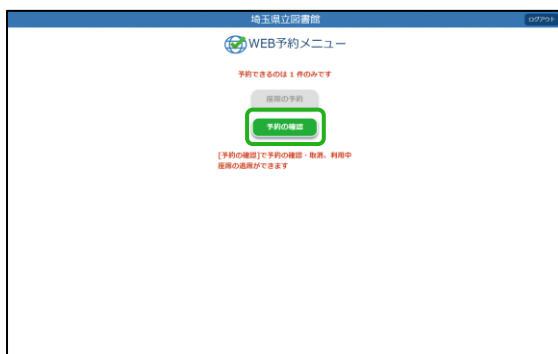 埼玉県立図書館
ログアウト
WEB予約メニュー
予約できるのは 1 件のみです
座席の予約
予約の確認
[予約の確認]で予約の確認・取消、利用中
座席の退席ができます